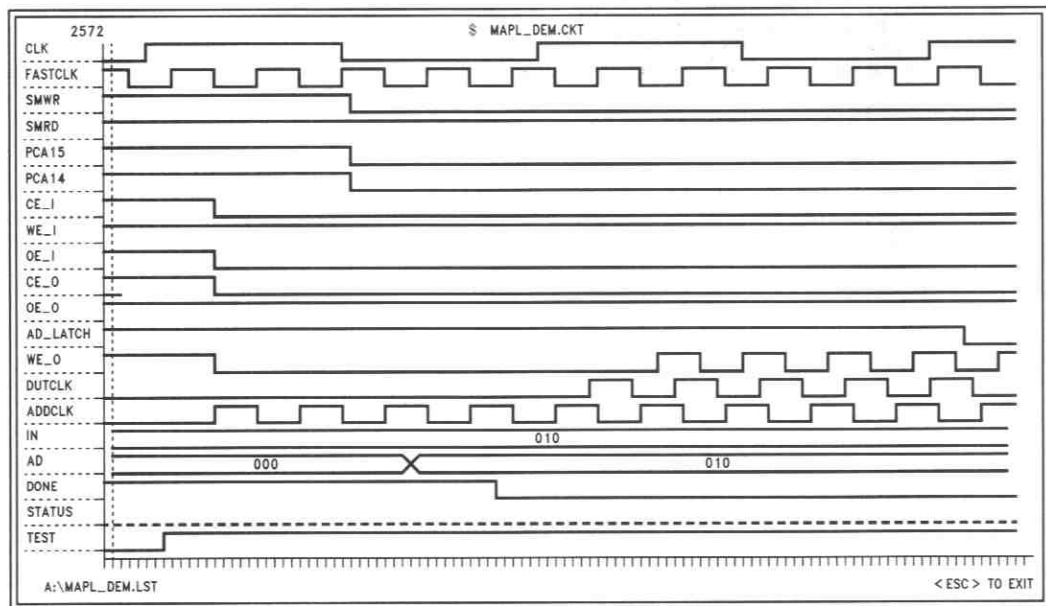 2572 $ MAPL_DEM.CKT
CLK
FASTCLK
SMWR
SMRD
PCA15
PCA14
CE_I
WE_I
OE_I
CE_O
OE_O
AD_LATCH
WE_O
DUTCLK
ADDCLK
IN 010
AD 000 010
DONE
STATUS
TEST
A:\MAPL_DEM.LST <ESC> TO EXIT